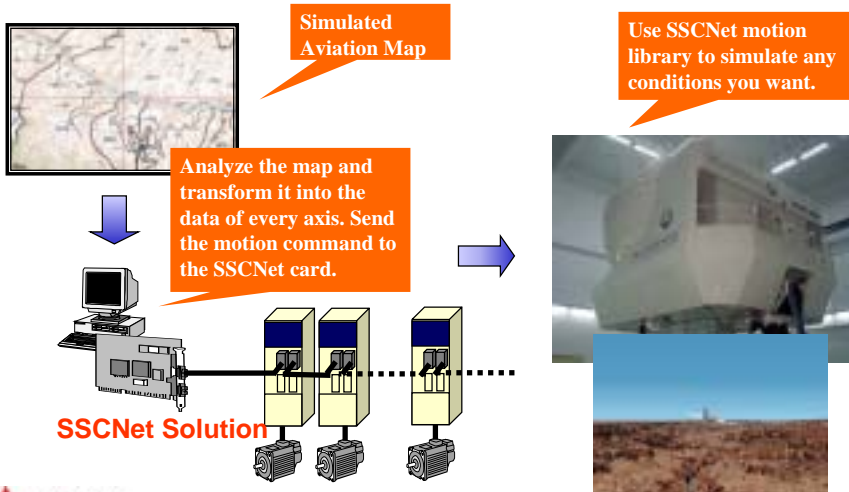 Simulated
Aviation Map
Use SSCNet motion
library to simulate any
conditions you want.
Analyze the map and
transform it into the
data of every axis. Send
the motion command to
the SSCNet card.
SSCNet Solution